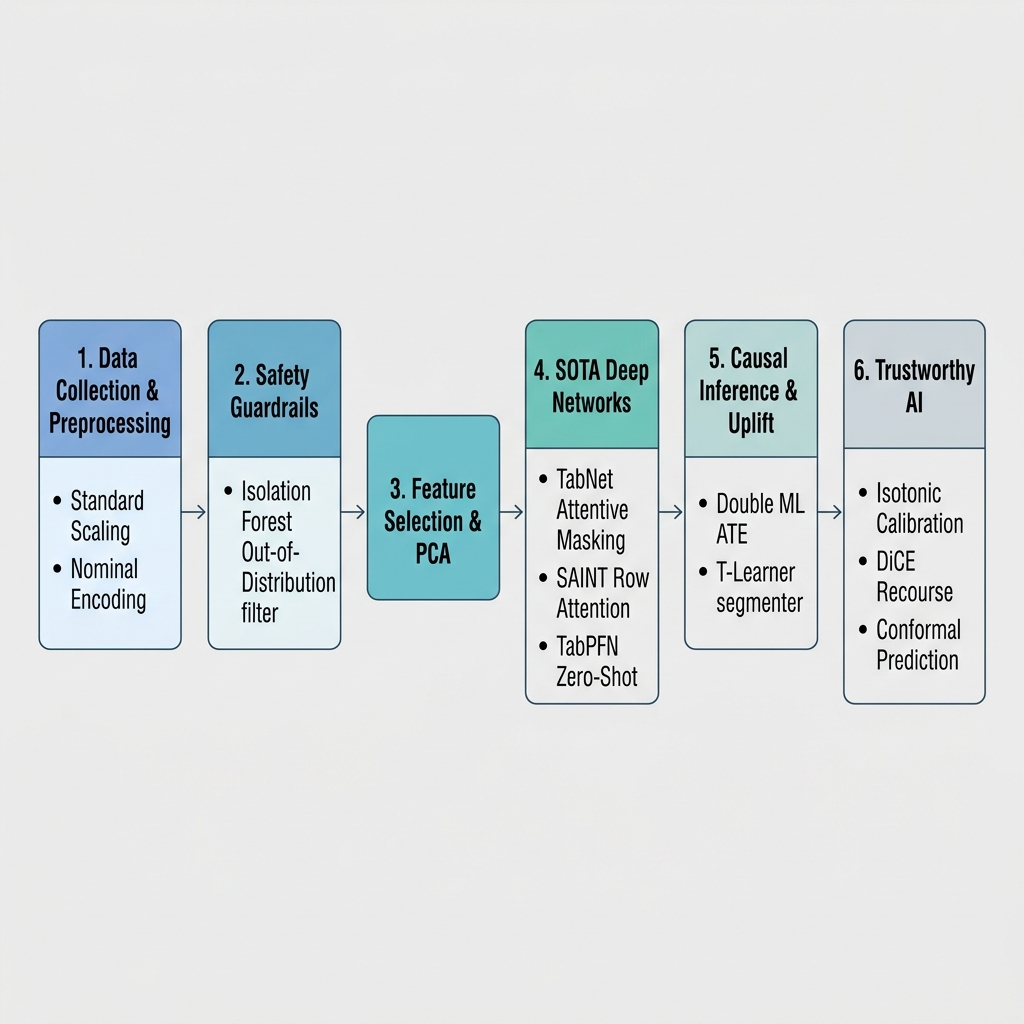 1. Data
Collection &
Preprocessing
• Standard
Scaling
• Nominal
Encoding
2. Safety
Guardrails
• Isolation
Forest
Out-of-
Distribution
filter
3. Feature
Selection &
PCA
4. SOTA Deep
Networks
• TabNet
Attentive
Masking
• SAINT Row
Attention
• TabPFN
Zero-Shot
5. Causal
Inference &
Uplift
• Double ML
ATE
• T-Learner
segmenter
6. Trustworthy
AI
• Isotonic
Calibration
• DiCE
Recourse
• Conformal
Prediction